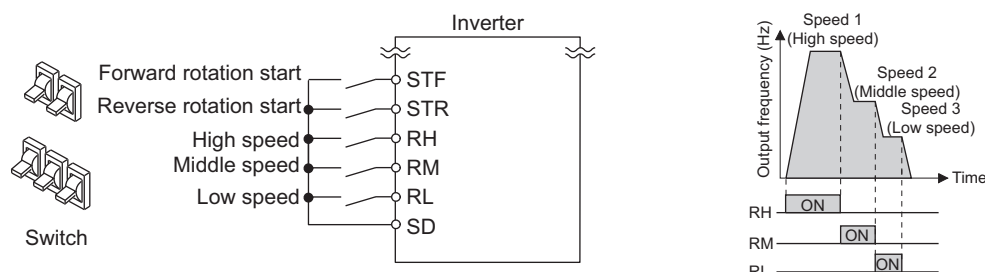 Inverter
Forward rotation start
STF
Reverse rotation start
STR
High speed
RH
Middle speed
RM
Low speed
RL
SD
Switch
Output frequency (Hz)
Speed 1
(High speed)
Speed 2
(Middle speed)
Speed 3
(Low speed)
Time
RH
ON
RM
ON
RL
ON